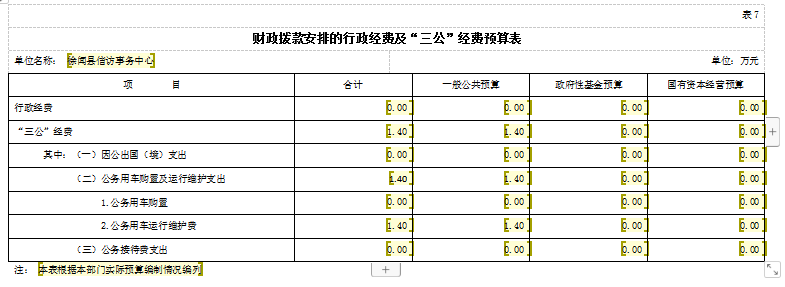 表 7
财政拨款安排的行政经费及“三公”经费预算表
单位名称： 徐闻县信访事务中心 单位：万元
项 目 合计 一般公共预算 政府性基金预算 国有资本经营预算
行政经费 0.00 0.00 0.00 0.00
“三公”经费 1.40 1.40 0.00 0.00
其中：（一）因公出国（境）支出 0.00 0.00 0.00 0.00
（二）公务用车购置及运行维护支出 1.40 1.40 0.00 0.00
1.公务用车购置 0.00 0.00 0.00 0.00
2.公务用车运行维护费 1.40 1.40 0.00 0.00
（三）公务接待费支出 0.00 0.00 0.00 0.00
注： 本表根据本部门实际预算编制情况编列